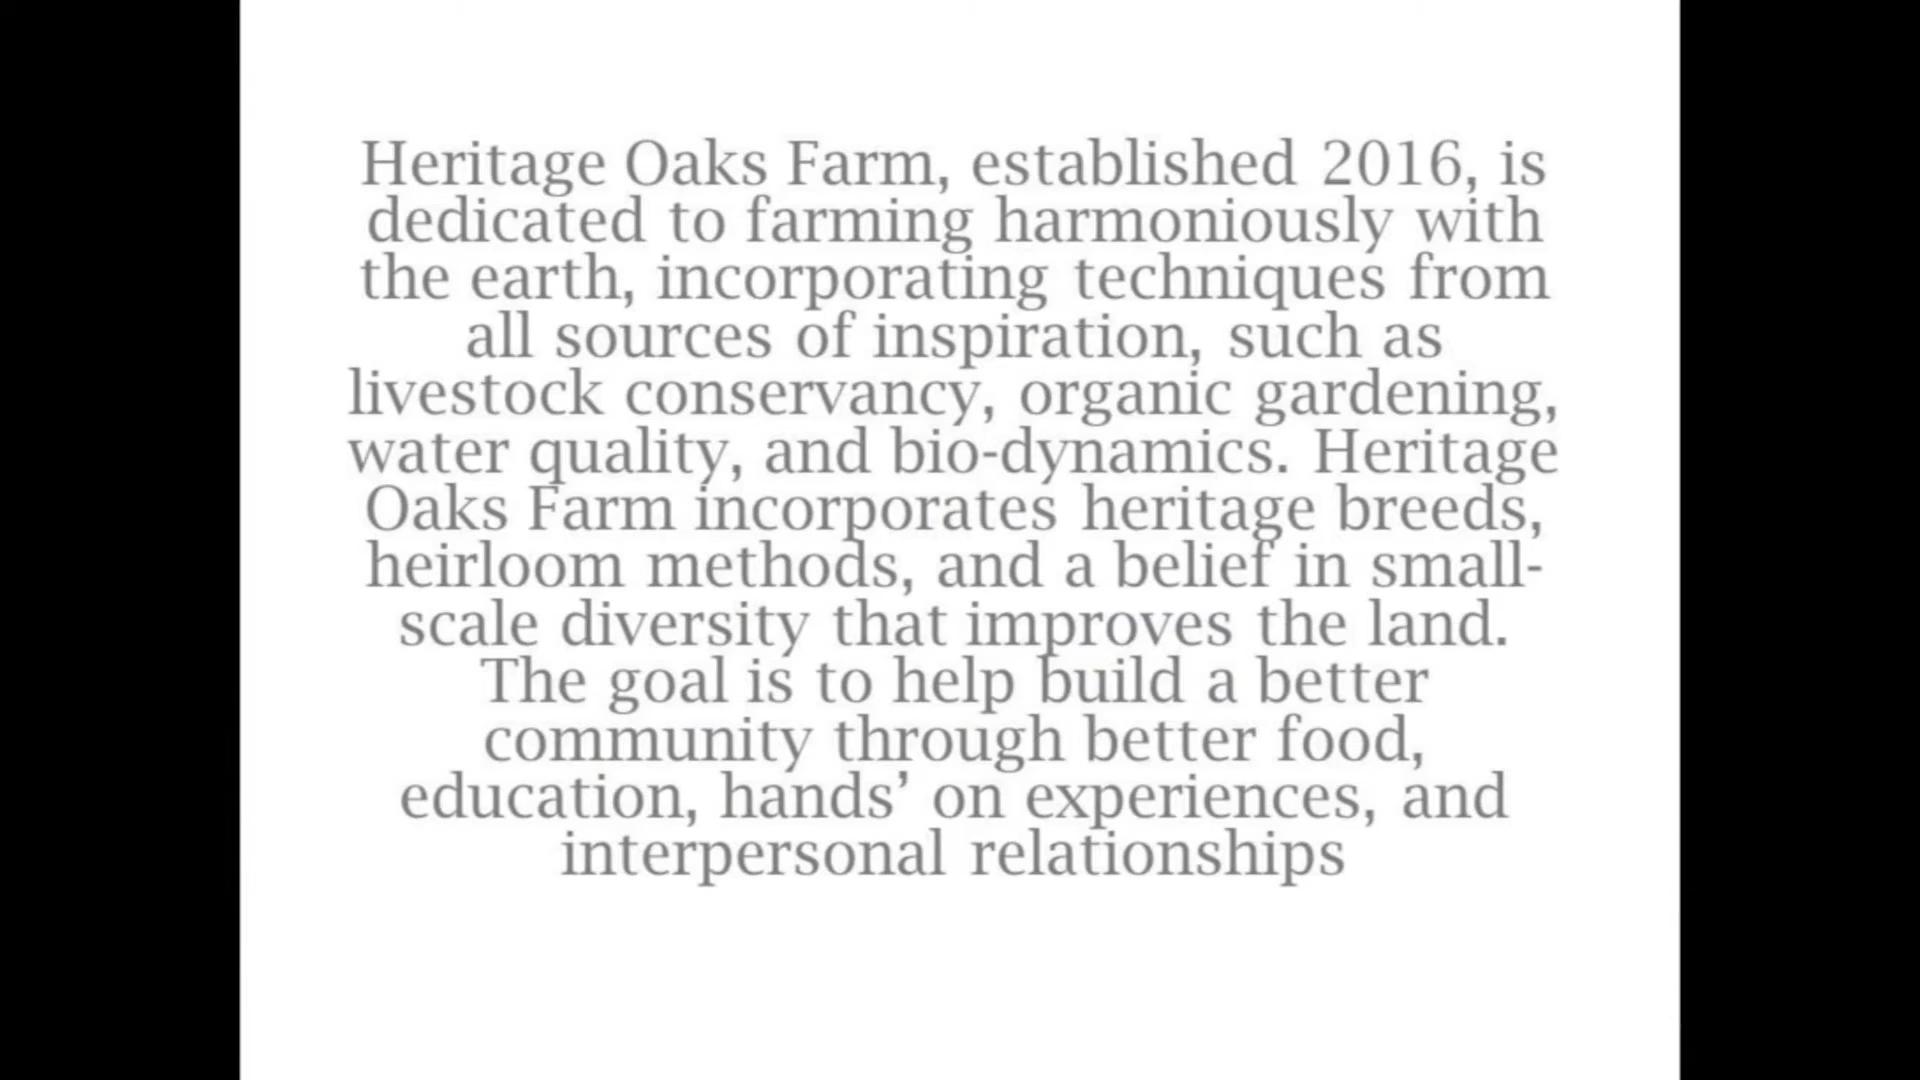 Heritage Oaks Farm, established 2016, is
dedicated to farming harmoniously with
the earth, incorporating techniques from
all sources of inspiration, such as
livestock conservancy, organic gardening,
water quality, and bio-dynamics. Heritage
Oaks Farm incorporates heritage breeds,
heirloom methods, and a belief in small-
scale diversity that improves the land.
The goal is to help build a better
community through better food,
education, hands’ on experiences, and
interpersonal relationships